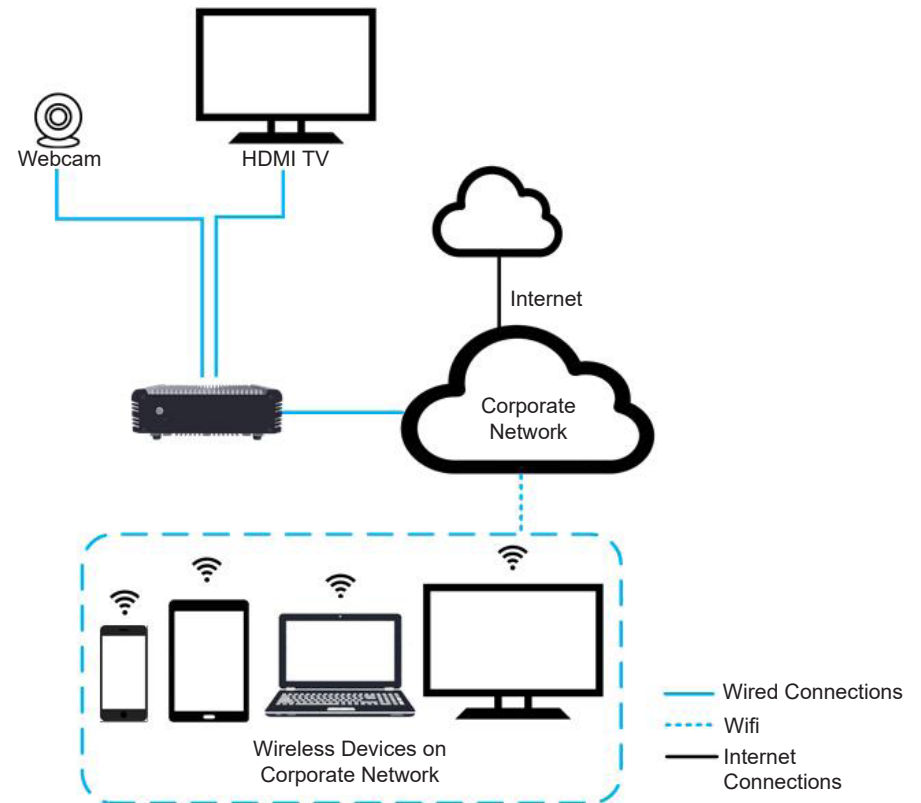 Webcam
HDMI TV
Internet
Corporate
Network
Wireless Devices on
Corporate Network
Wired Connections
Wifi
Internet
Connections